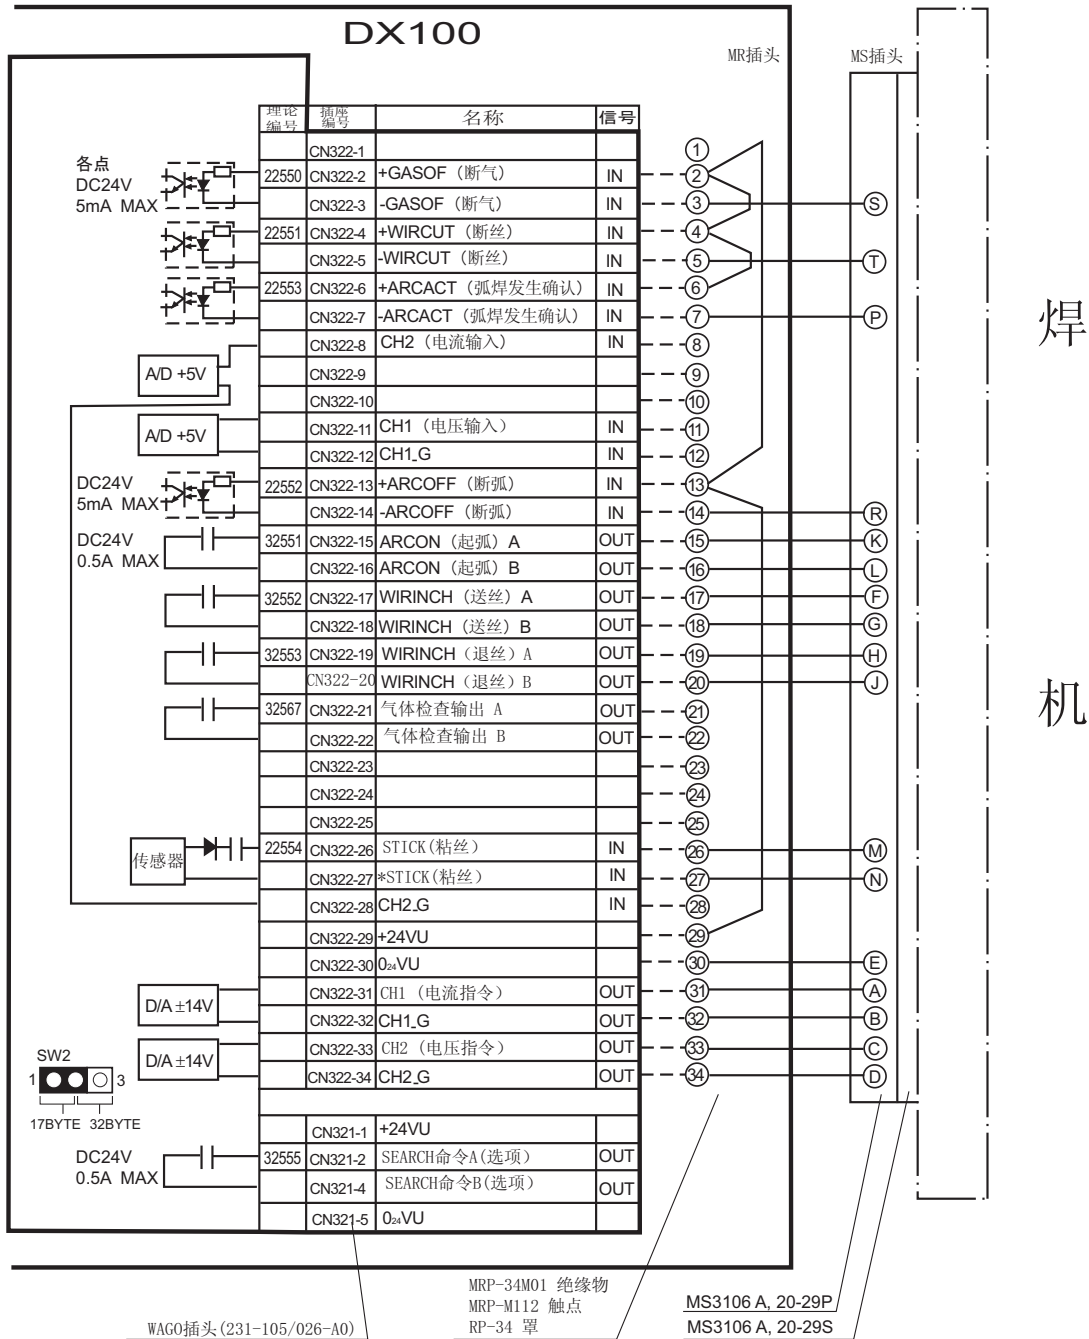 DX100
MR插头
MS插头
理论编号 插座编号 名称 信号
CN322-1 ①
各点
DC24V
5mA MAX
22550 CN322-2 +GASOF（断气） IN ②
CN322-3 -GASOF（断气） IN ③ S
22551 CN322-4 +WIRCUT（断丝） IN ④
CN322-5 -WIRCUT（断丝） IN ⑤ T
22553 CN322-6 +ARCACT（弧焊发生确认） IN ⑥
CN322-7 -ARCACT（弧焊发生确认） IN ⑦ P
焊
CN322-8 CH2（电流输入） IN ⑧
A/D +5V
CN322-9 ⑨
CN322-10 ⑩
A/D +5V
CN322-11 CH1（电压输入） IN ⑪
CN322-12 CH1_G IN ⑫
DC24V
5mA MAX
22552 CN322-13 +ARCOFF（断弧） IN ⑬
CN322-14 -ARCOFF（断弧） IN ⑭ R
DC24V
0.5A MAX
32551 CN322-15 ARCON（起弧）A OUT ⑮ K
CN322-16 ARCON（起弧）B OUT ⑯ L
32552 CN322-17 WIRINCH（送丝）A OUT ⑰ F
CN322-18 WIRINCH（送丝）B OUT ⑱ G
32553 CN322-19 WIRINCH（退丝）A OUT ⑲ H
CN322-20 WIRINCH（退丝）B OUT ⑳ J
机
32567 CN322-21 气体检查输出 A OUT ㉑
CN322-22 气体检查输出 B OUT ㉒
CN322-23 ㉓
CN322-24 ㉔
CN322-25 ㉕
传感器
22554 CN322-26 STICK(粘丝） IN ㉖ M
CN322-27 *STICK(粘丝） IN ㉗ N
CN322-28 CH2_G IN ㉘
CN322-29 +24VU ㉙
CN322-30 024VU ㉚ E
D/A ±14V
CN322-31 CH1（电流指令） OUT ㉛ A
CN322-32 CH1_G OUT ㉜ B
D/A ±14V
CN322-33 CH2（电压指令） OUT ㉝ C
CN322-34 CH2_G OUT ㉞ D
SW2
1 3
17BYTE 32BYTE
CN321-1 +24VU
DC24V
0.5A MAX
32555 CN321-2 SEARCH命令A(选项） OUT
CN321-4 SEARCH命令B(选项） OUT
CN321-5 024VU
MRP-34M01 绝缘物
MRP-M112 触点
RP-34 罩
WAGO插头(231-105/026-A0)
MS3106 A, 20-29P
MS3106 A, 20-29S